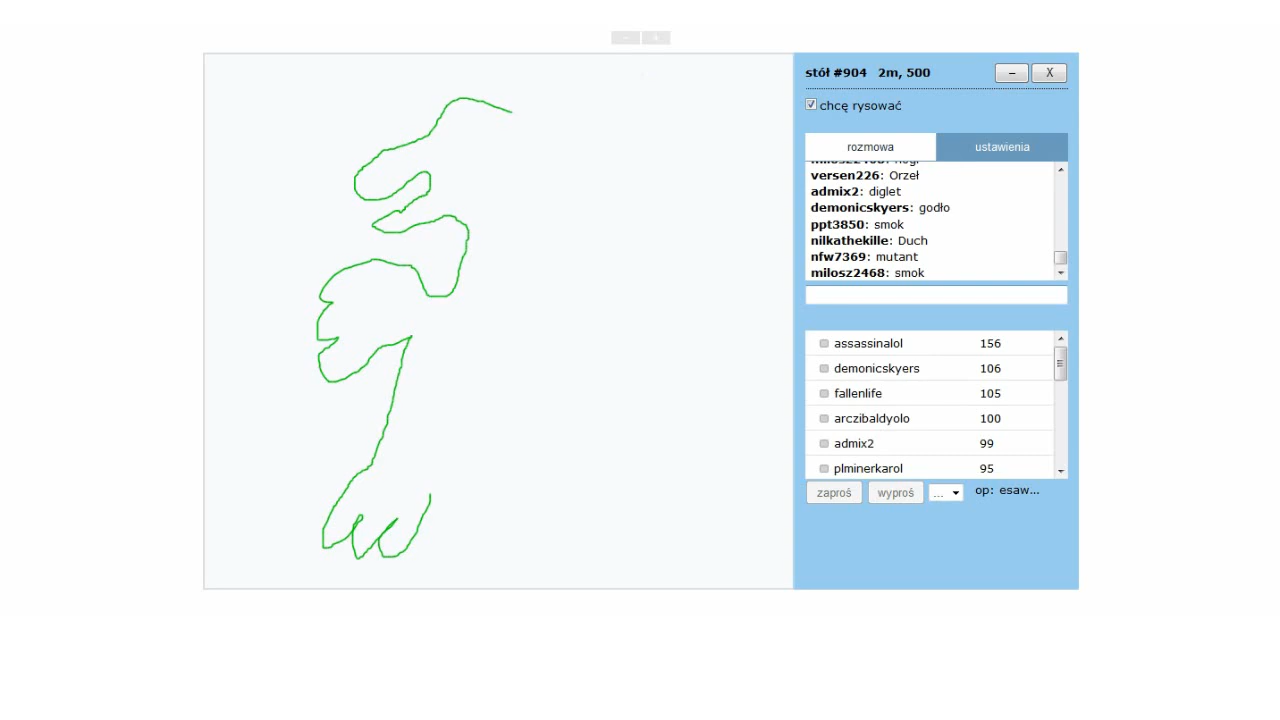 stół #904 2m, 500
–
X
chcę rysować
rozmowa
ustawienia
versen226: Orzeł
admix2: diglet
demonicskyers: godło
ppt3850: smok
nilkathekille: Duch
nfw7369: mutant
milosz2468: smok
assassinalol 156
demonicskyers 106
fallenlife 105
arczibaldyolo 100
admix2 99
plminerkarol 95
zaproś
wyproś
...
op: esaw...